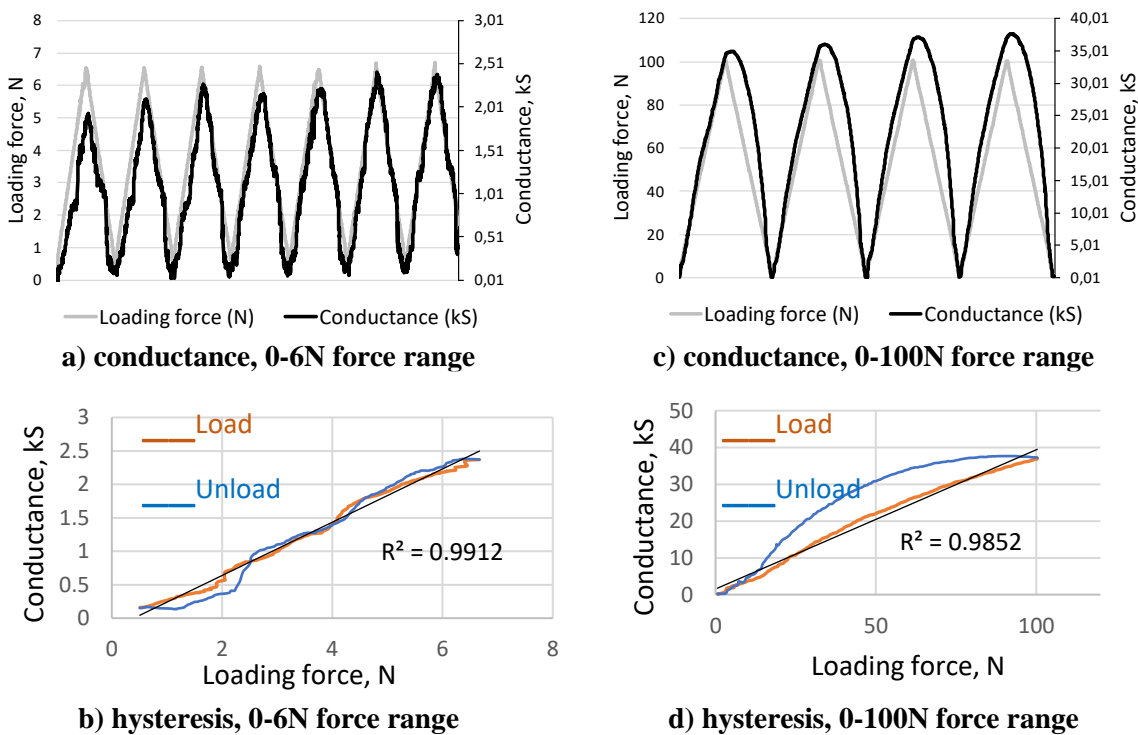 Loading force, N
8
7
6
5
4
3
2
1
0
3,01
2,51
2,01
1,51
1,01
0,51
0,01
Conductance, kS
Loading force (N) Conductance (kS)
a) conductance, 0-6N force range
Loading force, N
120
100
80
60
40
20
0
40,01
35,01
30,01
25,01
20,01
15,01
10,01
5,01
0,01
Conductance, kS
Loading force (N) Conductance (kS)
c) conductance, 0-100N force range
Conductance, kS
3
2.5
2
1.5
1
0.5
0
Load
Unload
R² = 0.9912
0 2 4 6 8
Loading force, N
b) hysteresis, 0-6N force range
Conductance, kS
50
40
30
20
10
0
Load
Unload
R² = 0.9852
0 50 100
Loading force, N
d) hysteresis, 0-100N force range